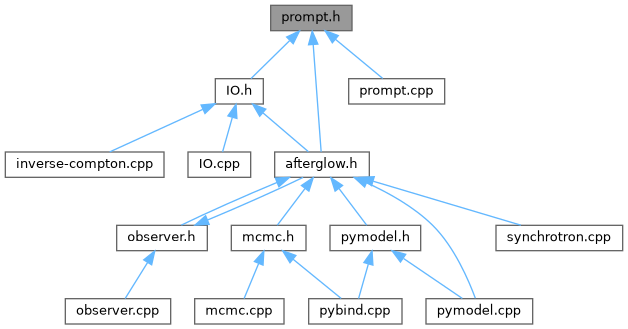 prompt.h
IO.h
prompt.cpp
inverse-compton.cpp
IO.cpp
afterglow.h
observer.h
mcmc.h
pymodel.h
synchrotron.cpp
observer.cpp
mcmc.cpp
pybind.cpp
pymodel.cpp